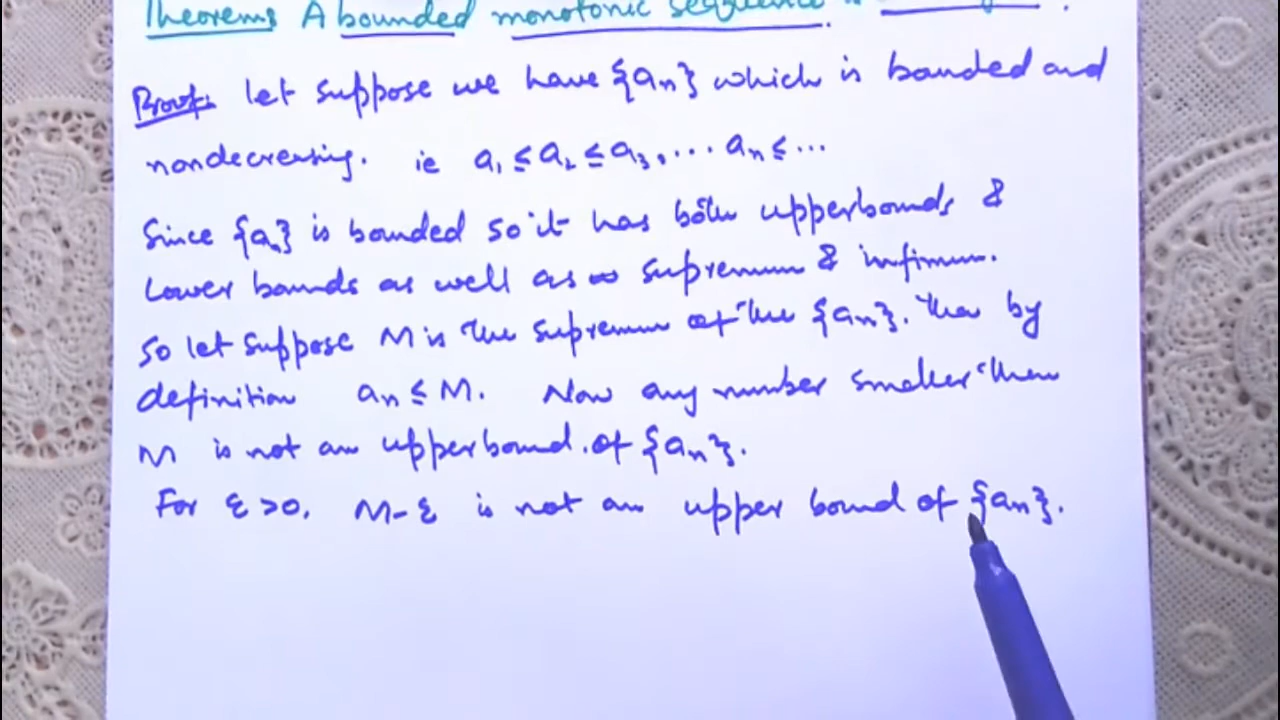 Theorems A bounded monotonic sequence
Proof: let suppose we have {an} which is bounded and
nondecreasing. ie a1 ≤ a2 ≤ a3, ... an ≤ ...
Since {an} is bounded so it has both upperbounds &
Lower bounds as well as supremum & infimum.
So let suppose M is the supremum of the {an}. Then by
definition an ≤ M. Now any number smaller than
M is not an upperbound. of {an}.
For ε > 0. M - ε is not an upper bound of {an}.